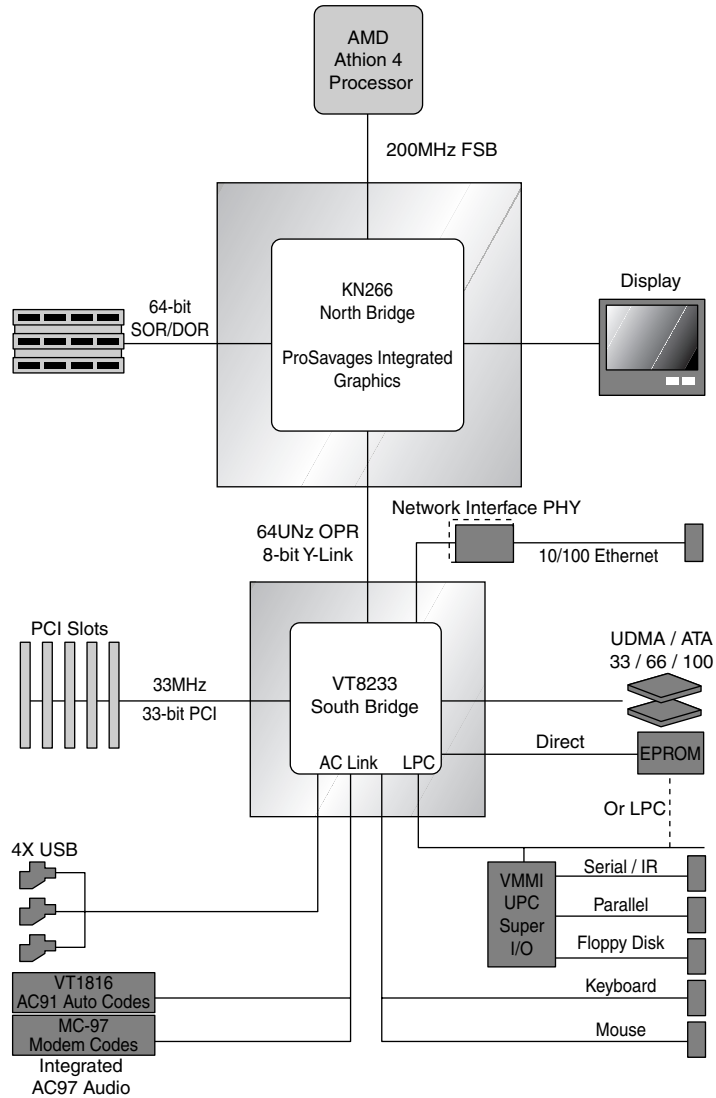 AMD
Athion 4
Processor
200MHz FSB
KN266
North Bridge
ProSavages Integrated
Graphics
64-bit
SOR/DOR
Display
64UNz OPR
8-bit Y-Link
Network Interface PHY
10/100 Ethernet
PCI Slots
33MHz
33-bit PCI
VT8233
South Bridge
AC Link
LPC
UDMA / ATA
33 / 66 / 100
Direct
EPROM
Or LPC
4X USB
VMMI
UPC
Super
I/O
Serial / IR
Parallel
Floppy Disk
Keyboard
Mouse
VT1816
AC91 Auto Codes
MC-97
Modem Codes
Integrated
AC97 Audio